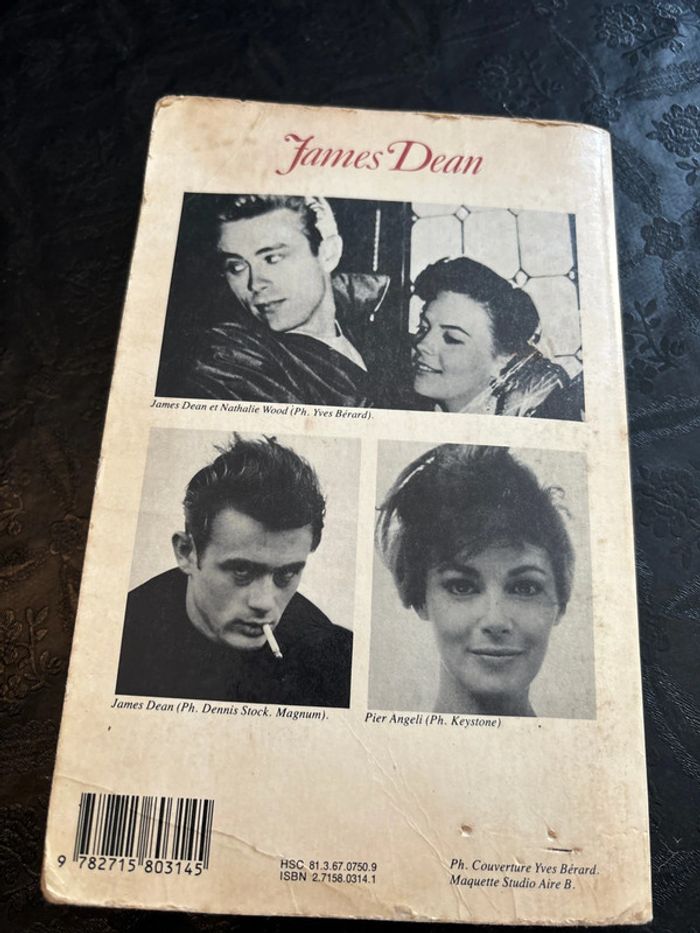 James Dean
James Dean et Nathalie Wood (Ph. Yves Bérard).
James Dean (Ph. Dennis Stock. Magnum).
Pier Angeli (Ph. Keystone)
9 782715 803145
HSC 81.3.67.0750.9
ISBN 2.7158.0314.1
Ph. Couverture Yves Bérard.
Maquette Studio Aire B.